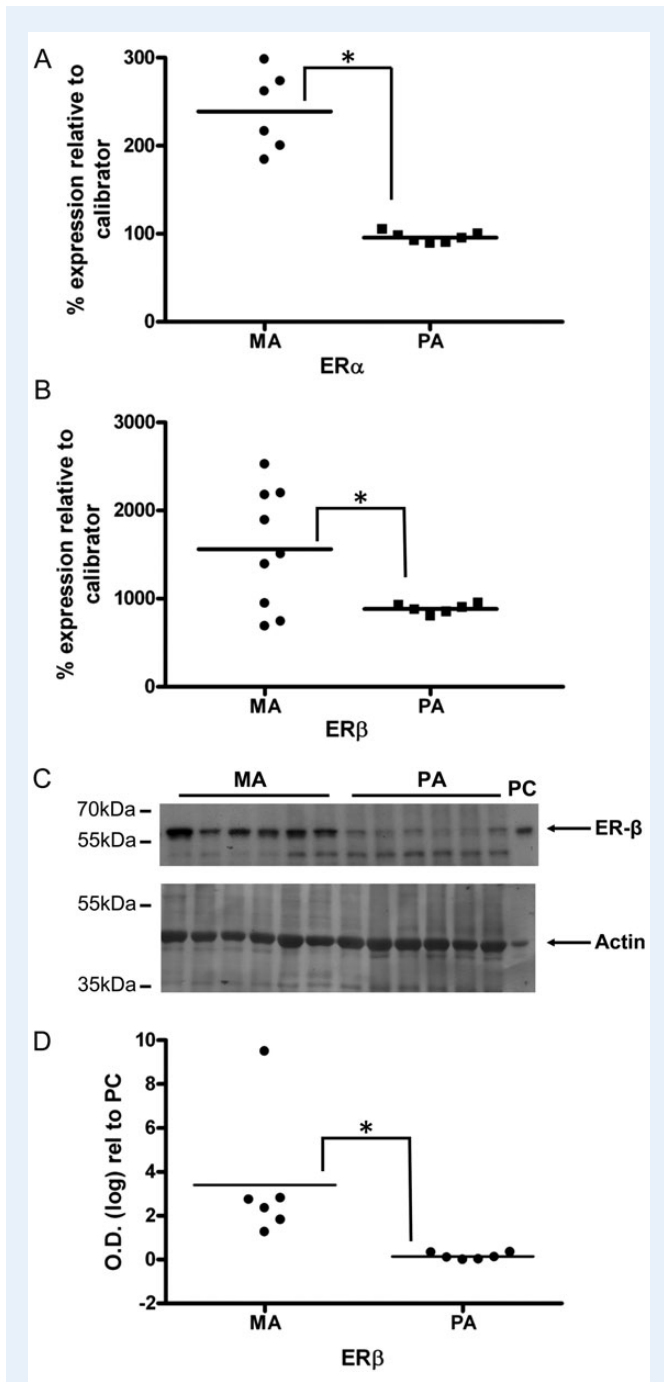 A
% expression relative to
calibrator
300
200
100
0
*
MA PA
ERα
B
% expression relative to
calibrator
3000
2000
1000
0
*
MA PA
ERβ
C
MA PA PC
70kDa
55kDa
ER-β
55kDa
Actin
35kDa
D
O.D. (log) rel to PC
10
8
6
4
2
0
-2
*
MA PA
ERβ